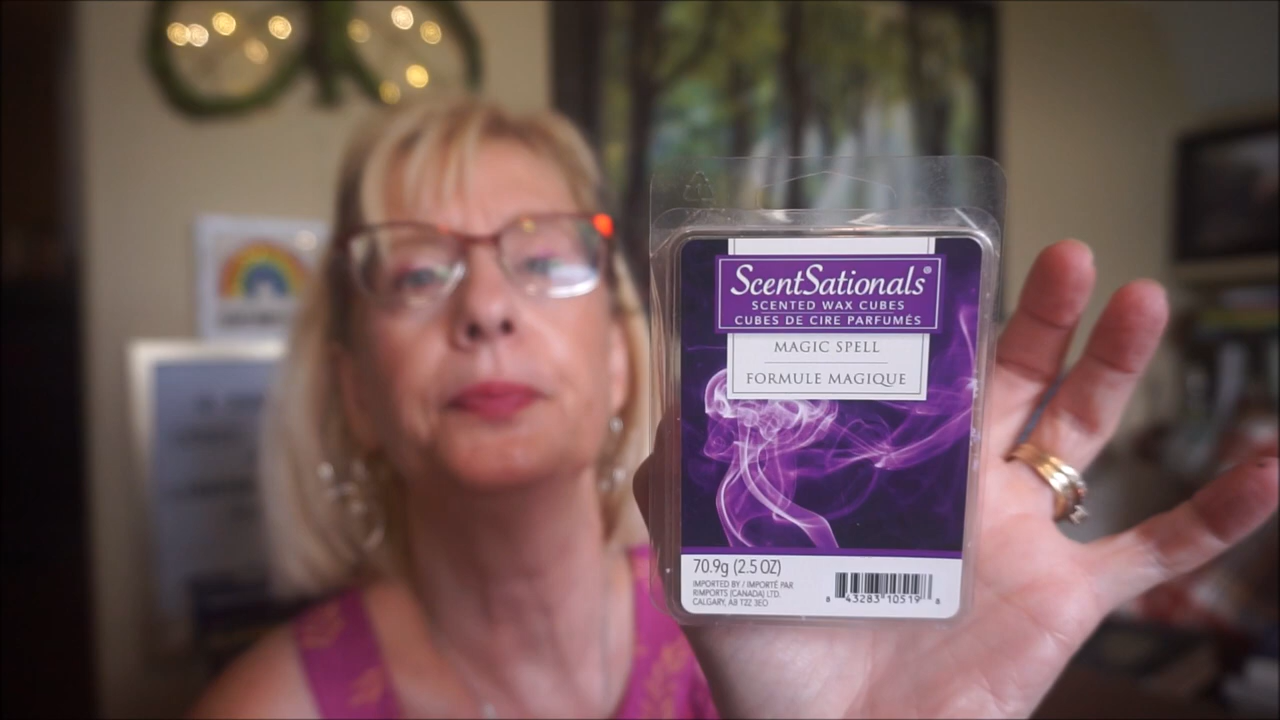 ScentSationals®
SCENTED WAX CUBES
CUBES DE CIRE PARFUMÉS
MAGIC SPELL
FORMULE MAGIQUE
70.9g (2.5 OZ)
IMPORTED BY / IMPORTÉ PAR
RIMPORTS (CANADA) LTD.
CALGARY, AB T2Z 3E0
8 43283 10519 8